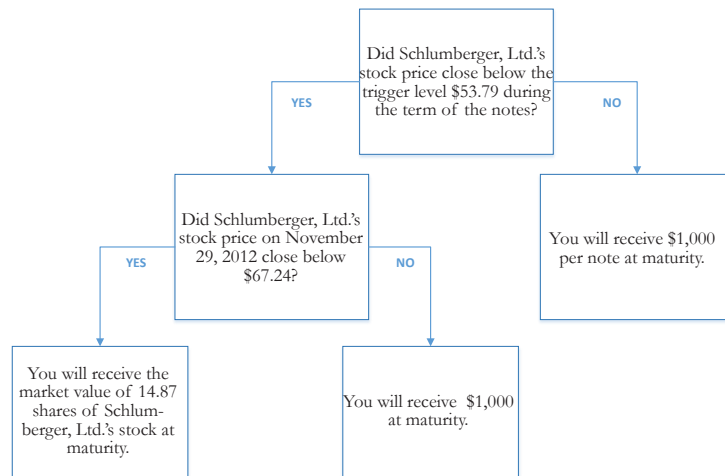 Did Schlumberger, Ltd.'s
stock price close below the
trigger level $53.79 during
the term of the notes?
YES
NO
Did Schlumberger, Ltd.'s
stock price on November
29, 2012 close below
$67.24?
You will receive $1,000
per note at maturity.
YES
NO
You will receive the
market value of 14.87
shares of Schlum-
berger, Ltd.'s stock at
maturity.
You will receive $1,000
at maturity.